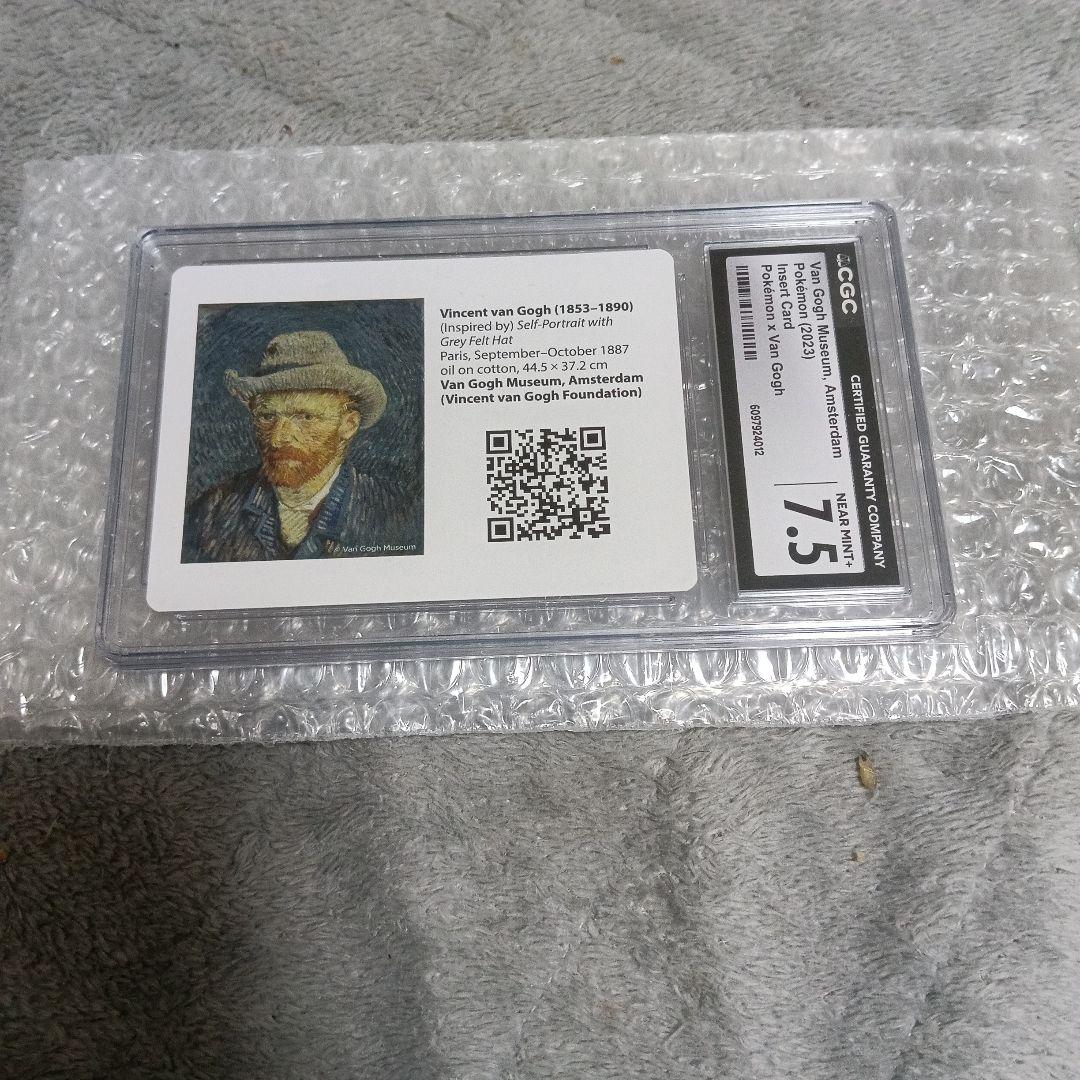 Vincent van Gogh (1853–1890)
(Inspired by) Self-Portrait with
Grey Felt Hat
Paris, September–October 1887
oil on cotton, 44.5 × 37.2 cm
Van Gogh Museum, Amsterdam
(Vincent van Gogh Foundation)
© Van Gogh Museum
CGC
CERTIFIED GUARANTY COMPANY
Van Gogh Museum, Amsterdam
Pokémon (2023)
Insert Card
Pokémon x Van Gogh
6097924012
NEAR MINT+
7.5